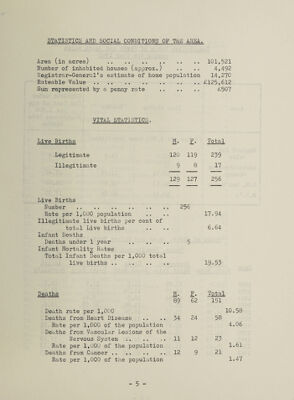 STATISTICS AND SOCIAL CONDITIONS OF THE AREA.
Area (in acres) .. .. .. .. .. .. 101,521
Number of inhabited houses (approx.) .. .. 4,492
Registrar-General's estimate of home population 14,270
Rateable Value .. .. .. .. .. .. .. £125,612
Sum represented by a penny rate .. .. .. £507
VITAL STATISTICS.
Live Births M. F. Total
Legitimate 120 119 239
Illegitimate 9 8 17
129 127 256
Live Births
Number .. .. .. .. .. .. 256
Rate per 1,000 population .. .. 17.94
Illegitimate live births per cent of
total Live births .. .. 6.64
Infant Deaths
Deaths under 1 year .. .. .. 5
Infant Mortality Rates
Total Infant Deaths per 1,000 total
live births .. .. .. .. 19.53
Deaths M. F. Total
89 62 151
Death rate per 1,000 10.58
Deaths from Heart Disease .. .. 34 24 58
Rate per 1,000 of the population 4.06
Deaths from Vascular Lesions of the
Nervous System .. .. .. 11 12 23
Rate per 1,000 of the population 1.61
Deaths from Cancer .. .. .. .. 12 9 21
Rate per 1,000 of the population 1.47
- 5 -